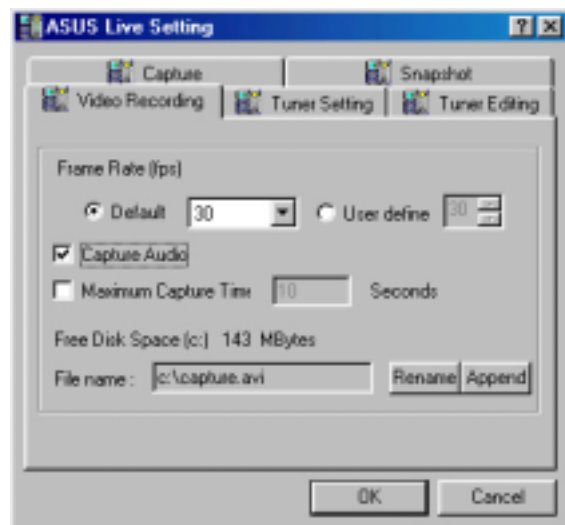 ASUS Live Setting
Capture Snapshot
Video Recording Tuner Setting Tuner Editing
Frame Rate (fps)
Default 30 User define 30
Capture Audio
Maximum Capture Time 10 Seconds
Free Disk Space (c:) 143 MBytes
File name : c:\capture.avi Rename Append
OK Cancel